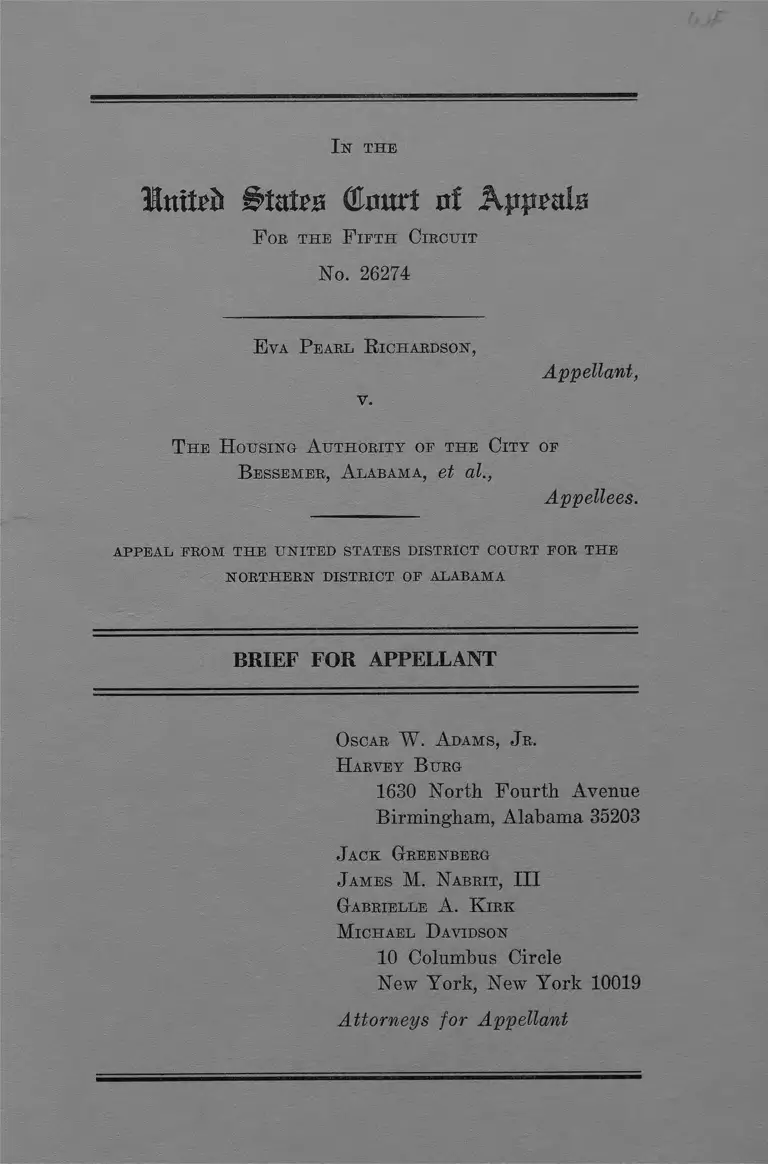 IN THE
United States Court of Appeals
FOR THE FIFTH CIRCUIT
No. 26274
EVA PEARL RICHARDSON,
Appellant,
v.
THE HOUSING AUTHORITY OF THE CITY OF
BESSEMER, ALABAMA, et al.,
Appellees.
APPEAL FROM THE UNITED STATES DISTRICT COURT FOR THE
NORTHERN DISTRICT OF ALABAMA
BRIEF FOR APPELLANT
OSCAR W. ADAMS, JR.
HARVEY BURG
1630 North Fourth Avenue
Birmingham, Alabama 35203
JACK GREENBERG
JAMES M. NABRIT, III
GABRIELLE A. KIRK
MICHAEL DAVIDSON
10 Columbus Circle
New York, New York 10019
Attorneys for Appellant